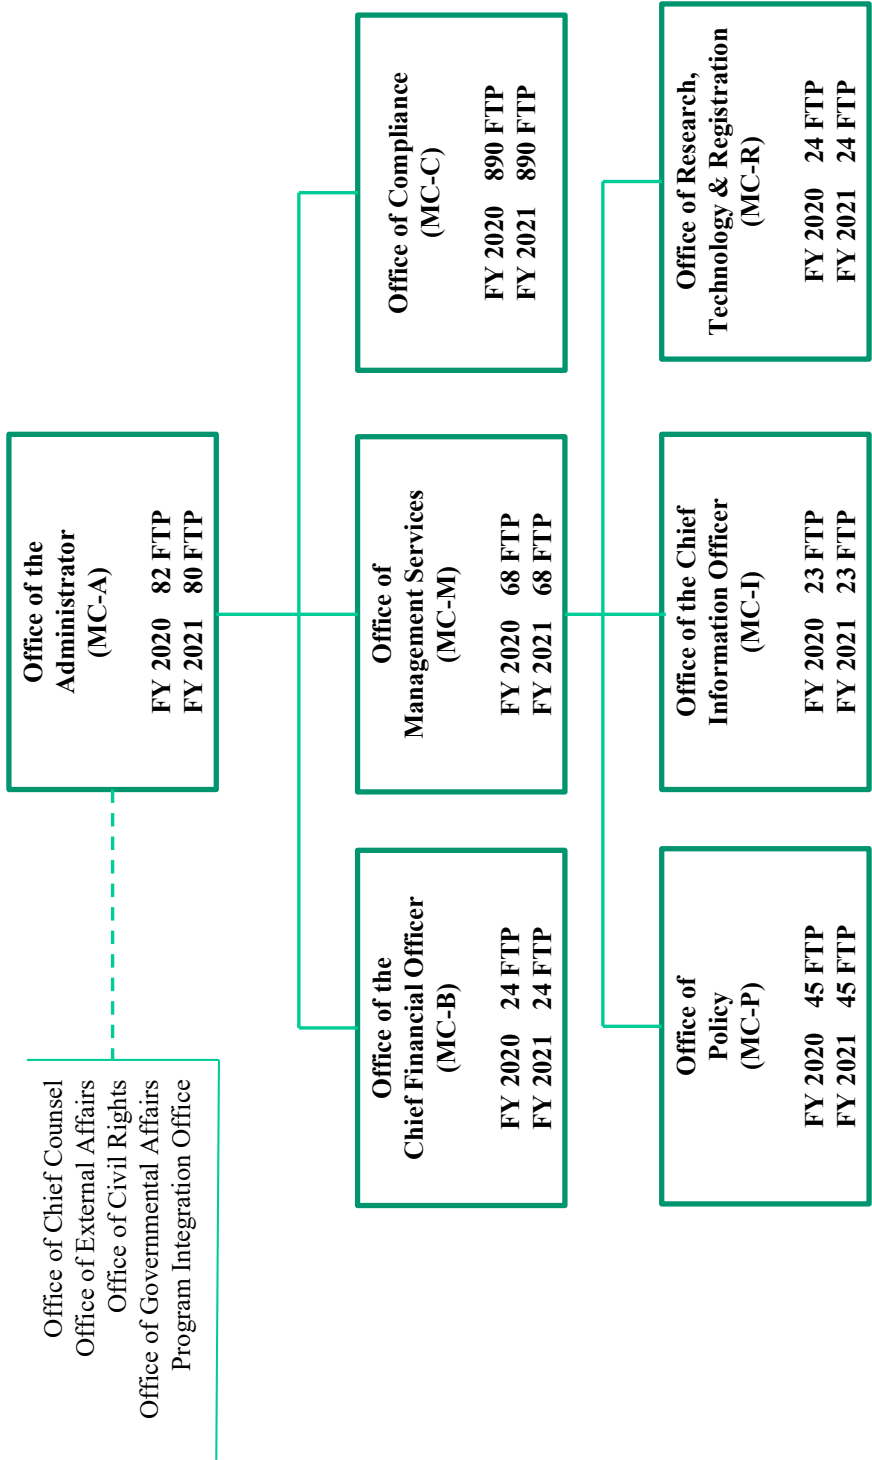 Office of Chief Counsel
Office of External Affairs
Office of Civil Rights
Office of Governmental Affairs
Program Integration Office
Office of the
Administrator
(MC-A)
FY 2020 82 FTP
FY 2021 80 FTP
Office of the
Chief Financial Officer
(MC-B)
FY 2020 24 FTP
FY 2021 24 FTP
Office of
Management Services
(MC-M)
FY 2020 68 FTP
FY 2021 68 FTP
Office of Compliance
(MC-C)
FY 2020 890 FTP
FY 2021 890 FTP
Office of
Policy
(MC-P)
FY 2020 45 FTP
FY 2021 45 FTP
Office of the Chief
Information Officer
(MC-I)
FY 2020 23 FTP
FY 2021 23 FTP
Office of Research,
Technology & Registration
(MC-R)
FY 2020 24 FTP
FY 2021 24 FTP